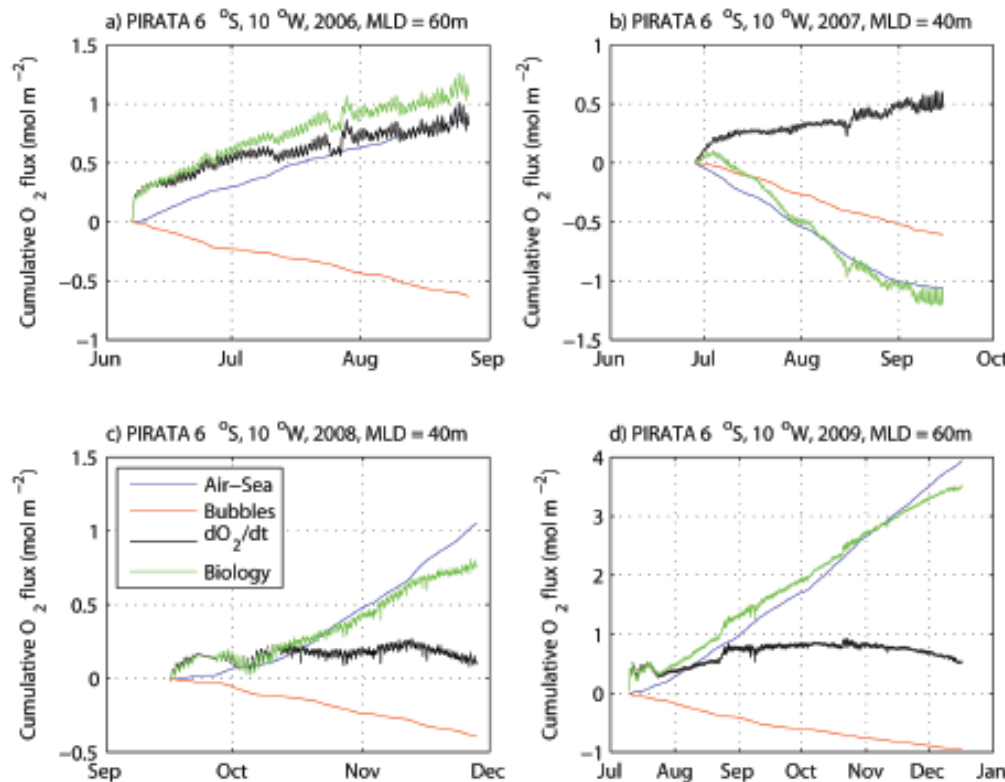 a) PIRATA 6 °S, 10 °W, 2006, MLD = 60m
Cumulative O₂ flux (mol m⁻²)
1.5
1
0.5
0
−0.5
−1
Jun Jul Aug Sep
b) PIRATA 6 °S, 10 °W, 2007, MLD = 40m
Cumulative O₂ flux (mol m⁻²)
1
0.5
0
−0.5
−1
−1.5
Jun Jul Aug Sep Oct
c) PIRATA 6 °S, 10 °W, 2008, MLD = 40m
Cumulative O₂ flux (mol m⁻²)
1.5
1
0.5
0
−0.5
Air−Sea
Bubbles
dO₂/dt
Biology
Sep Oct Nov Dec
d) PIRATA 6 °S, 10 °W, 2009, MLD = 60m
Cumulative O₂ flux (mol m⁻²)
4
3
2
1
0
−1
Jul Aug Sep Oct Nov Dec Jan